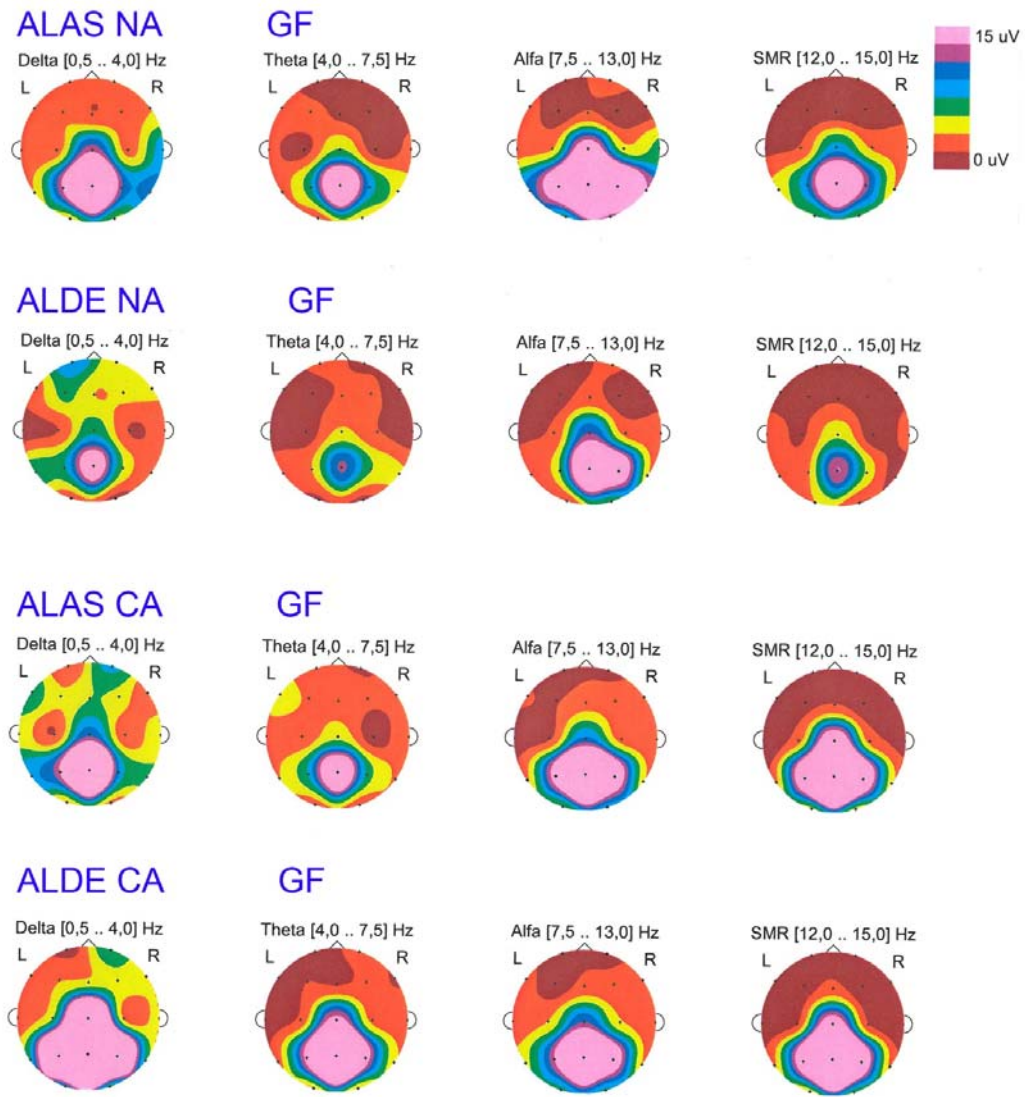 ALAS NA GF
15 uV
Delta [0,5 .. 4,0] Hz Theta [4,0 .. 7,5] Hz Alfa [7,5 .. 13,0] Hz SMR [12,0 .. 15,0] Hz
L R L R L R L R
0 uV
ALDE NA GF
Delta [0,5 .. 4,0] Hz Theta [4,0 .. 7,5] Hz Alfa [7,5 .. 13,0] Hz SMR [12,0 .. 15,0] Hz
L R L R L R L R
ALAS CA GF
Delta [0,5 .. 4,0] Hz Theta [4,0 .. 7,5] Hz Alfa [7,5 .. 13,0] Hz SMR [12,0 .. 15,0] Hz
L R L R L R L R
ALDE CA GF
Delta [0,5 .. 4,0] Hz Theta [4,0 .. 7,5] Hz Alfa [7,5 .. 13,0] Hz SMR [12,0 .. 15,0] Hz
L R L R L R L R